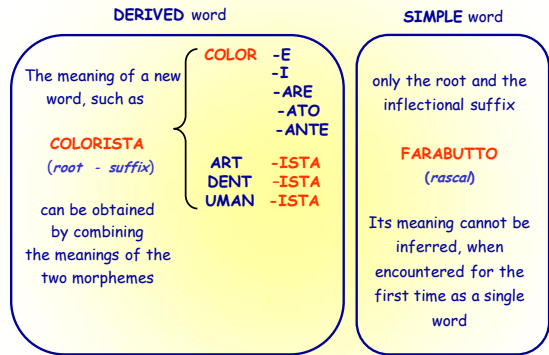 DERIVED word
The meaning of a new
word, such as
COLORISTA
(root - suffix)
can be obtained
by combining
the meanings of the
two morphemes
COLOR -E
-I
-ARE
-ATO
-ANTE
ART -ISTA
DENT -ISTA
UMAN -ISTA
SIMPLE word
only the root and the
inflectional suffix
FARABUTTO
(rascal)
Its meaning cannot be
inferred, when
encountered for the
first time as a single
word